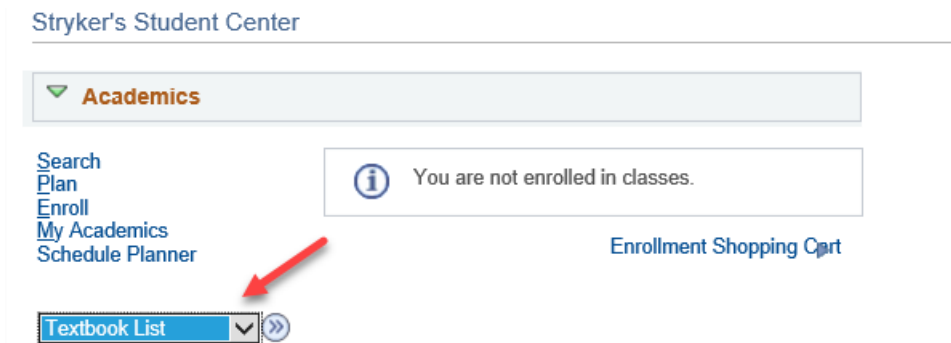 Stryker's Student Center
Academics
Search
Plan
Enroll
My Academics
Schedule Planner
You are not enrolled in classes.
Enrollment Shopping Cart
Textbook List